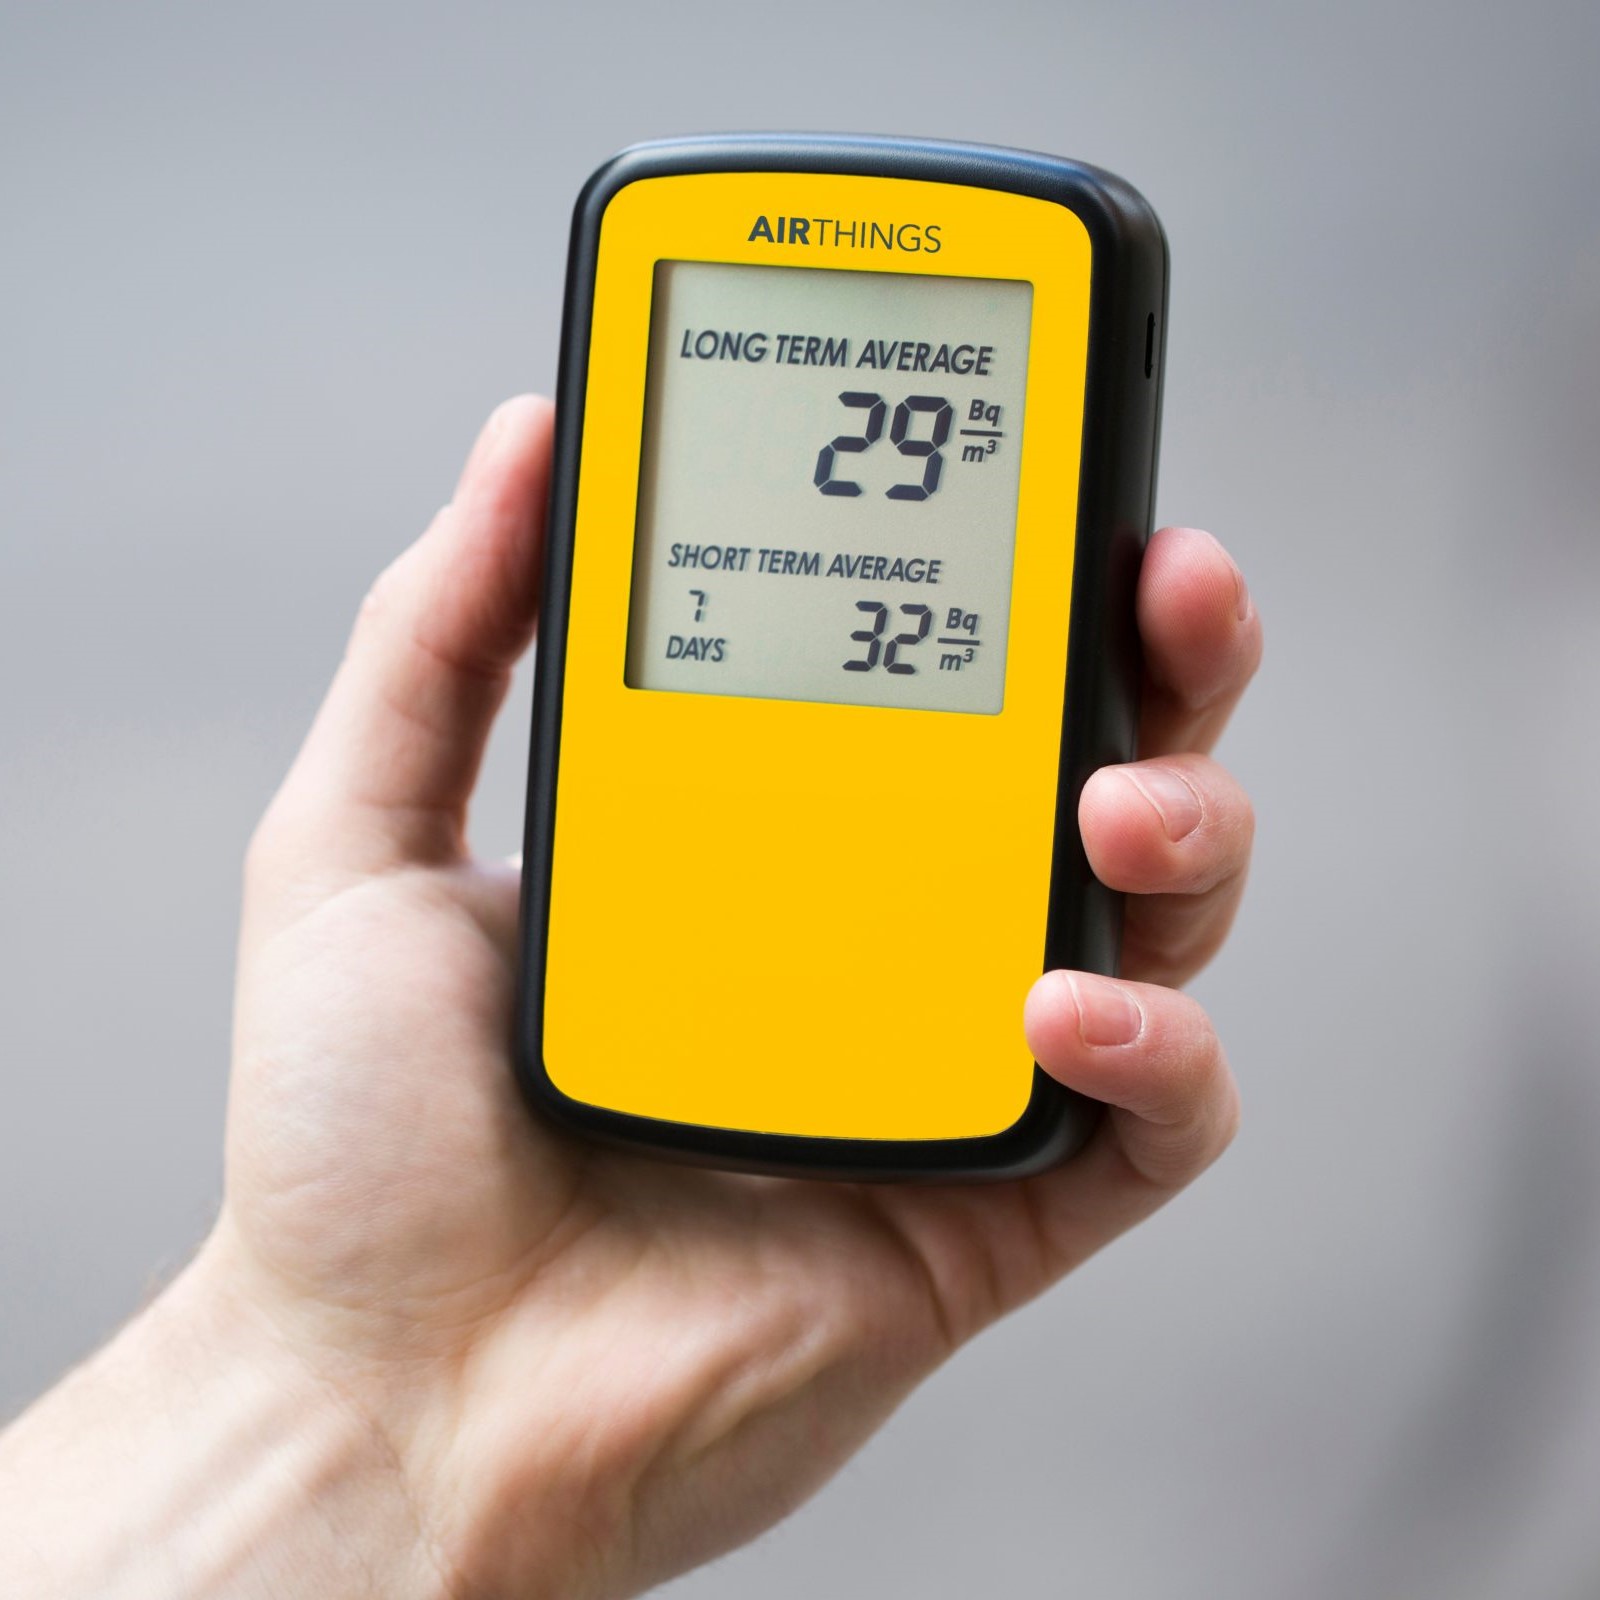 AIRTHINGS
LONG TERM AVERAGE
29 Bq/m³
SHORT TERM AVERAGE
7 DAYS 32 Bq/m³